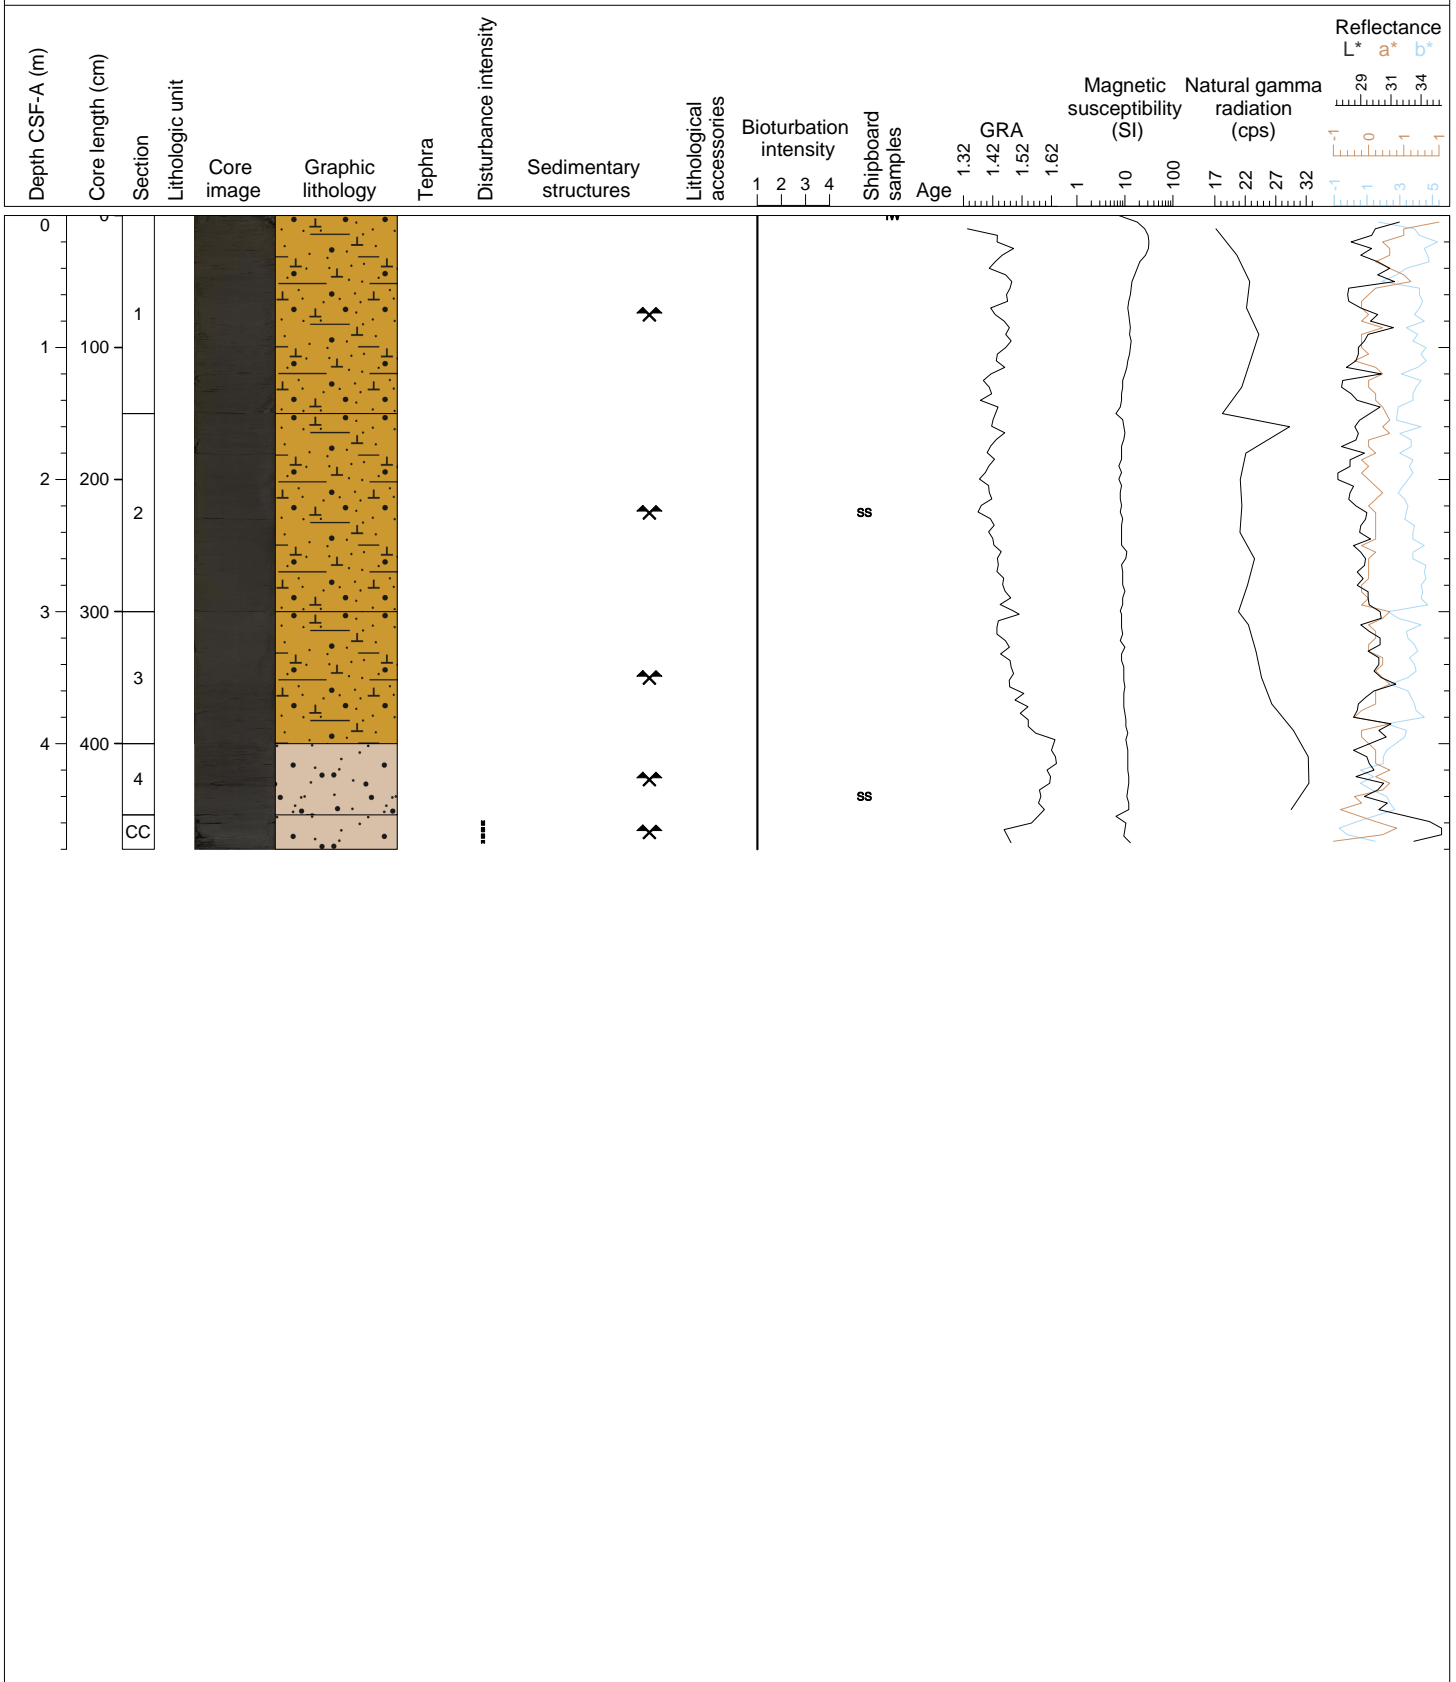 Depth CSF-A (m)
Core length (cm)
Section
Lithologic unit
Core
image
Graphic
lithology
Tephra
Disturbance intensity
Sedimentary
structures
Lithological
accessories
Bioturbation
intensity
1 2 3 4
Shipboard
samples
Age
GRA
1.32 1.42 1.52 1.62
Magnetic
susceptibility
(SI)
1 10 100
Natural gamma
radiation
(cps)
17 22 27 32
Reflectance
L* a* b*
29 31 34
-1 0 1 1
-1 1 3 5
0
1
1 100
2 200
2 ss
3 300
3
4 400
4
ss
CC